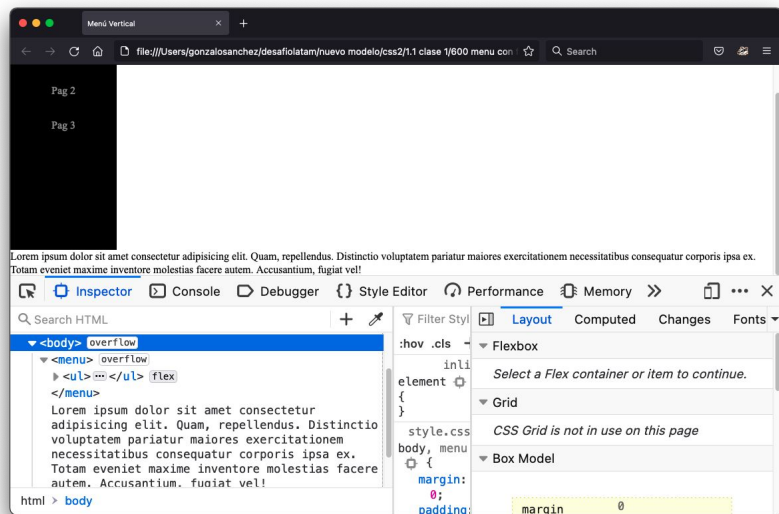 Menú Vertical
file:///Users/gonzalosanchez/desafiolatam/nuevo modelo/css2/1.1 clase 1/600 menu con
Search
Pag 2
Pag 3
Lorem ipsum dolor sit amet consectetur adipisicing elit. Quam, repellendus. Distinctio voluptatem pariatur maiores exercitationem necessitatibus consequatur corporis ipsa ex.
Totam eveniet maxime inventore molestias facere autem. Accusantium, fugiat vel!
Inspector Console Debugger {} Style Editor Performance Memory
Search HTML
<body> overflow
<menu> overflow
<ul> ... </ul> flex
</menu>
Lorem ipsum dolor sit amet consectetur
adipisicing elit. Quam, repellendus. Distinctio
voluptatem pariatur maiores exercitationem
necessitatibus consequatur corporis ipsa ex.
Totam eveniet maxime inventore molestias facere
autem. Accusantium, fugiat vel!
html > body
Filter Styl
:hov .cls
inli
element
{
}
style.css
body, menu
{
margin:
0;
padding:
Layout Computed Changes Fonts
Flexbox
Select a Flex container or item to continue.
Grid
CSS Grid is not in use on this page
Box Model
margin 0